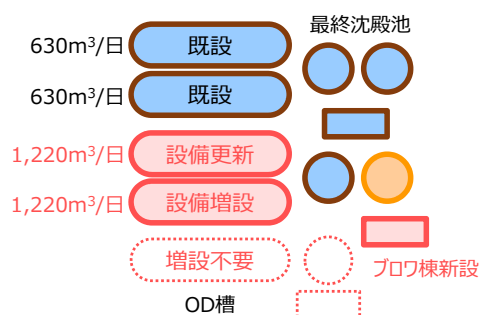 最終沈殿池
630m³/日 既設
630m³/日 既設
1,220m³/日 設備更新
1,220m³/日 設備増設
増設不要
ブロワ棟新設
OD槽